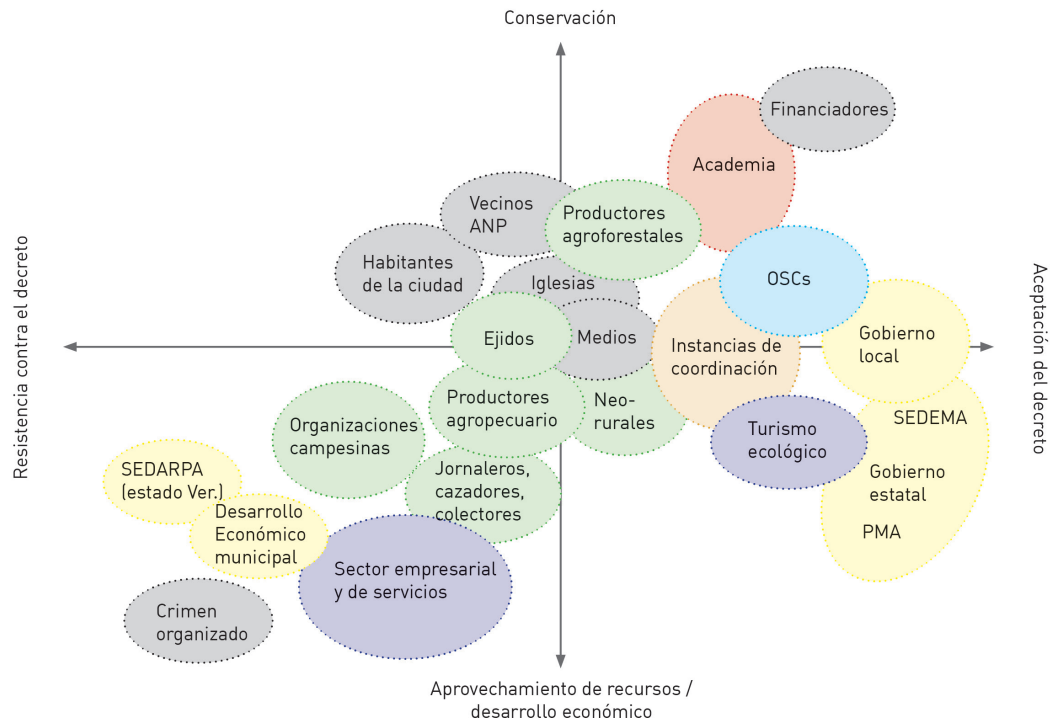 Conservación
Financiadores
Academia
Vecinos
ANP
Productores
agroforestales
Habitantes
de la ciudad
Iglesias
OSCs
Resistencia contra el decreto
Aceptación del decreto
Ejidos
Medios
Instancias de
coordinación
Gobierno
local
Productores
agropecuario
Neo-
rurales
SEDEMA
Organizaciones
campesinas
Turismo
ecológico
SEDARPA
(estado Ver.)
Jornaleros,
cazadores,
colectores
Gobierno
estatal
PMA
Desarrollo
Económico
municipal
Sector empresarial
y de servicios
Crimen
organizado
Aprovechamiento de recursos /
desarrollo económico